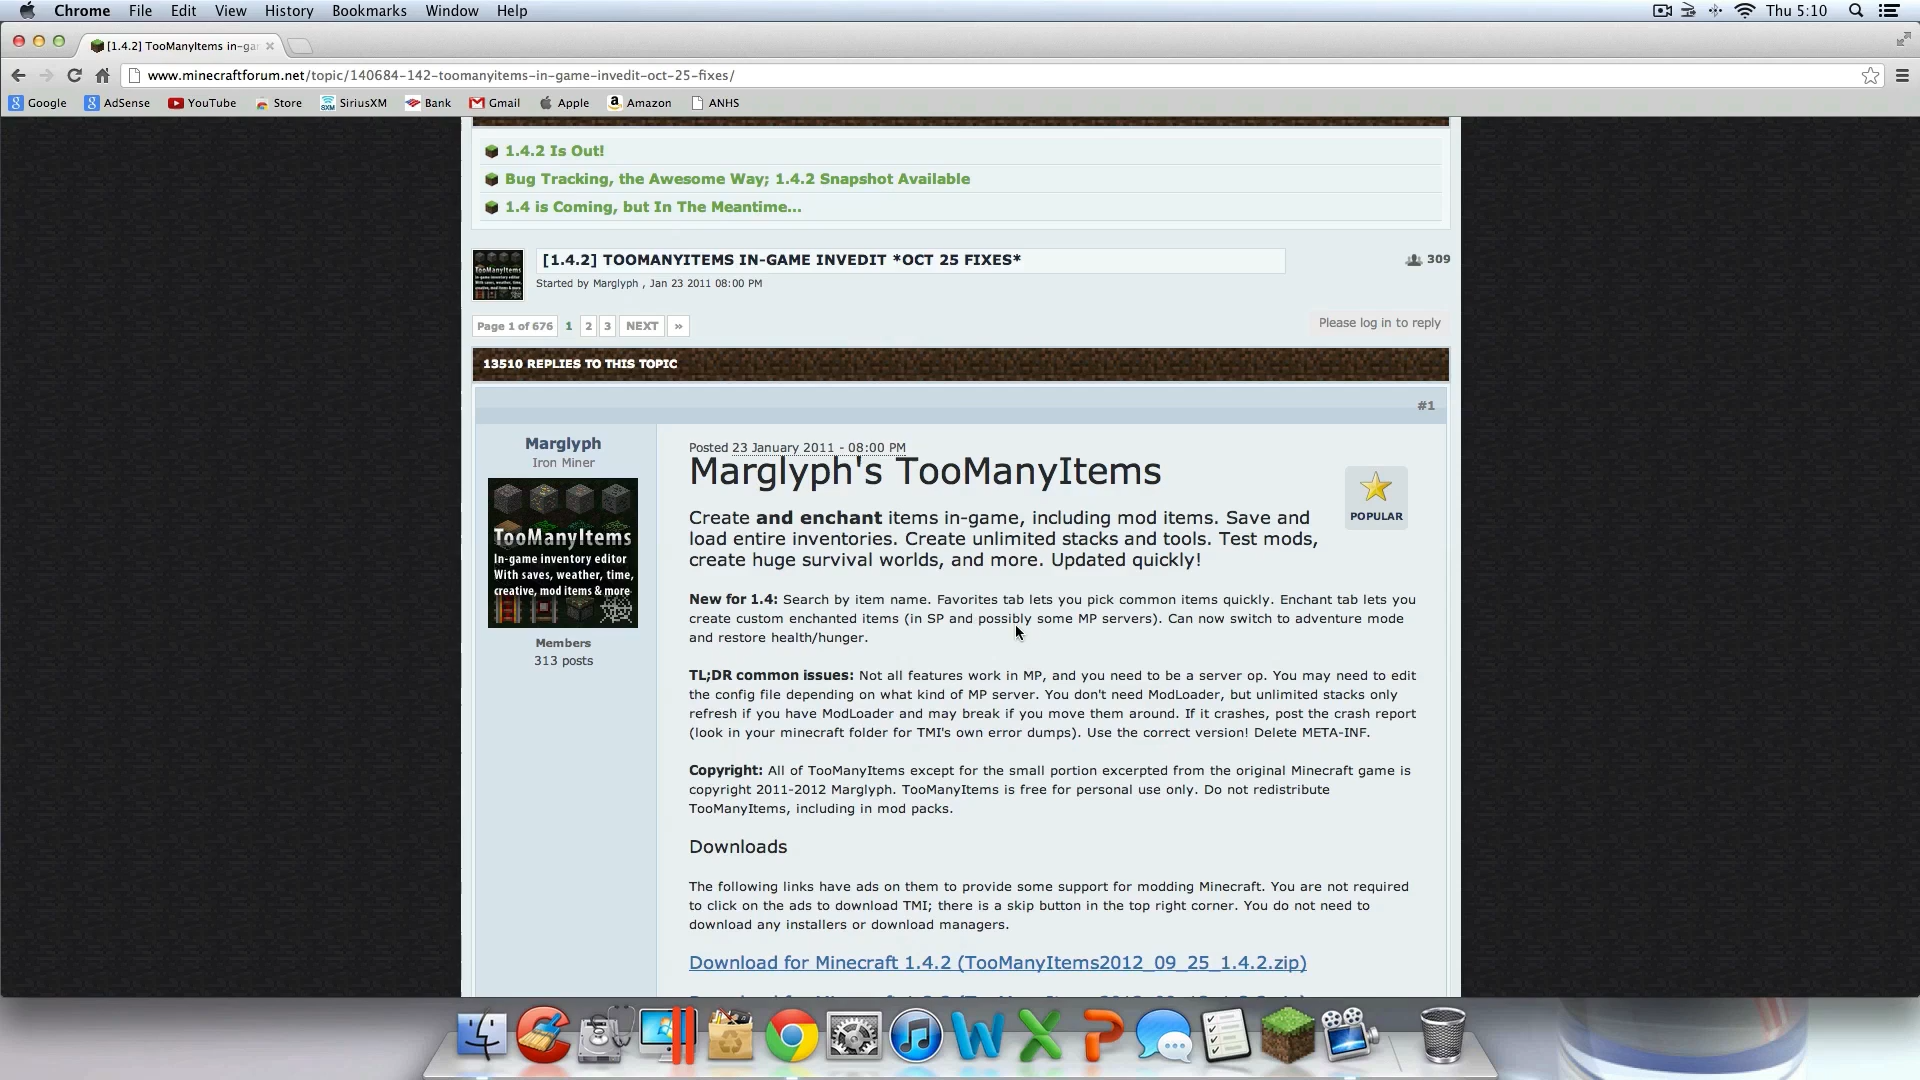 Chrome File Edit View History Bookmarks Window Help Thu 5:10
[1.4.2] TooManyItems in-ga
www.minecraftforum.net/topic/140684-142-toomanyitems-in-game-invedit-oct-25-fixes/
Google AdSense YouTube Store SiriusXM Bank Gmail Apple Amazon ANHS
1.4.2 Is Out!
Bug Tracking, the Awesome Way; 1.4.2 Snapshot Available
1.4 is Coming, but In The Meantime...
[1.4.2] TOOMANYITEMS IN-GAME INVEDIT *OCT 25 FIXES*
309
Started by Marglyph , Jan 23 2011 08:00 PM
Page 1 of 676 1 2 3 NEXT »
Please log in to reply
13510 REPLIES TO THIS TOPIC
#1
Marglyph
Iron Miner
TooManyItems
In-game inventory editor
With saves, weather, time,
creative, mod items & more
Members
313 posts
Posted 23 January 2011 - 08:00 PM
Marglyph's TooManyItems
POPULAR
Create and enchant items in-game, including mod items. Save and
load entire inventories. Create unlimited stacks and tools. Test mods,
create huge survival worlds, and more. Updated quickly!
New for 1.4: Search by item name. Favorites tab lets you pick common items quickly. Enchant tab lets you
create custom enchanted items (in SP and possibly some MP servers). Can now switch to adventure mode
and restore health/hunger.
TL;DR common issues: Not all features work in MP, and you need to be a server op. You may need to edit
the config file depending on what kind of MP server. You don't need ModLoader, but unlimited stacks only
refresh if you have ModLoader and may break if you move them around. If it crashes, post the crash report
(look in your minecraft folder for TMI's own error dumps). Use the correct version! Delete META-INF.
Copyright: All of TooManyItems except for the small portion excerpted from the original Minecraft game is
copyright 2011-2012 Marglyph. TooManyItems is free for personal use only. Do not redistribute
TooManyItems, including in mod packs.
Downloads
The following links have ads on them to provide some support for modding Minecraft. You are not required
to click on the ads to download TMI; there is a skip button in the top right corner. You do not need to
download any installers or download managers.
Download for Minecraft 1.4.2 (TooManyItems2012_09_25_1.4.2.zip)